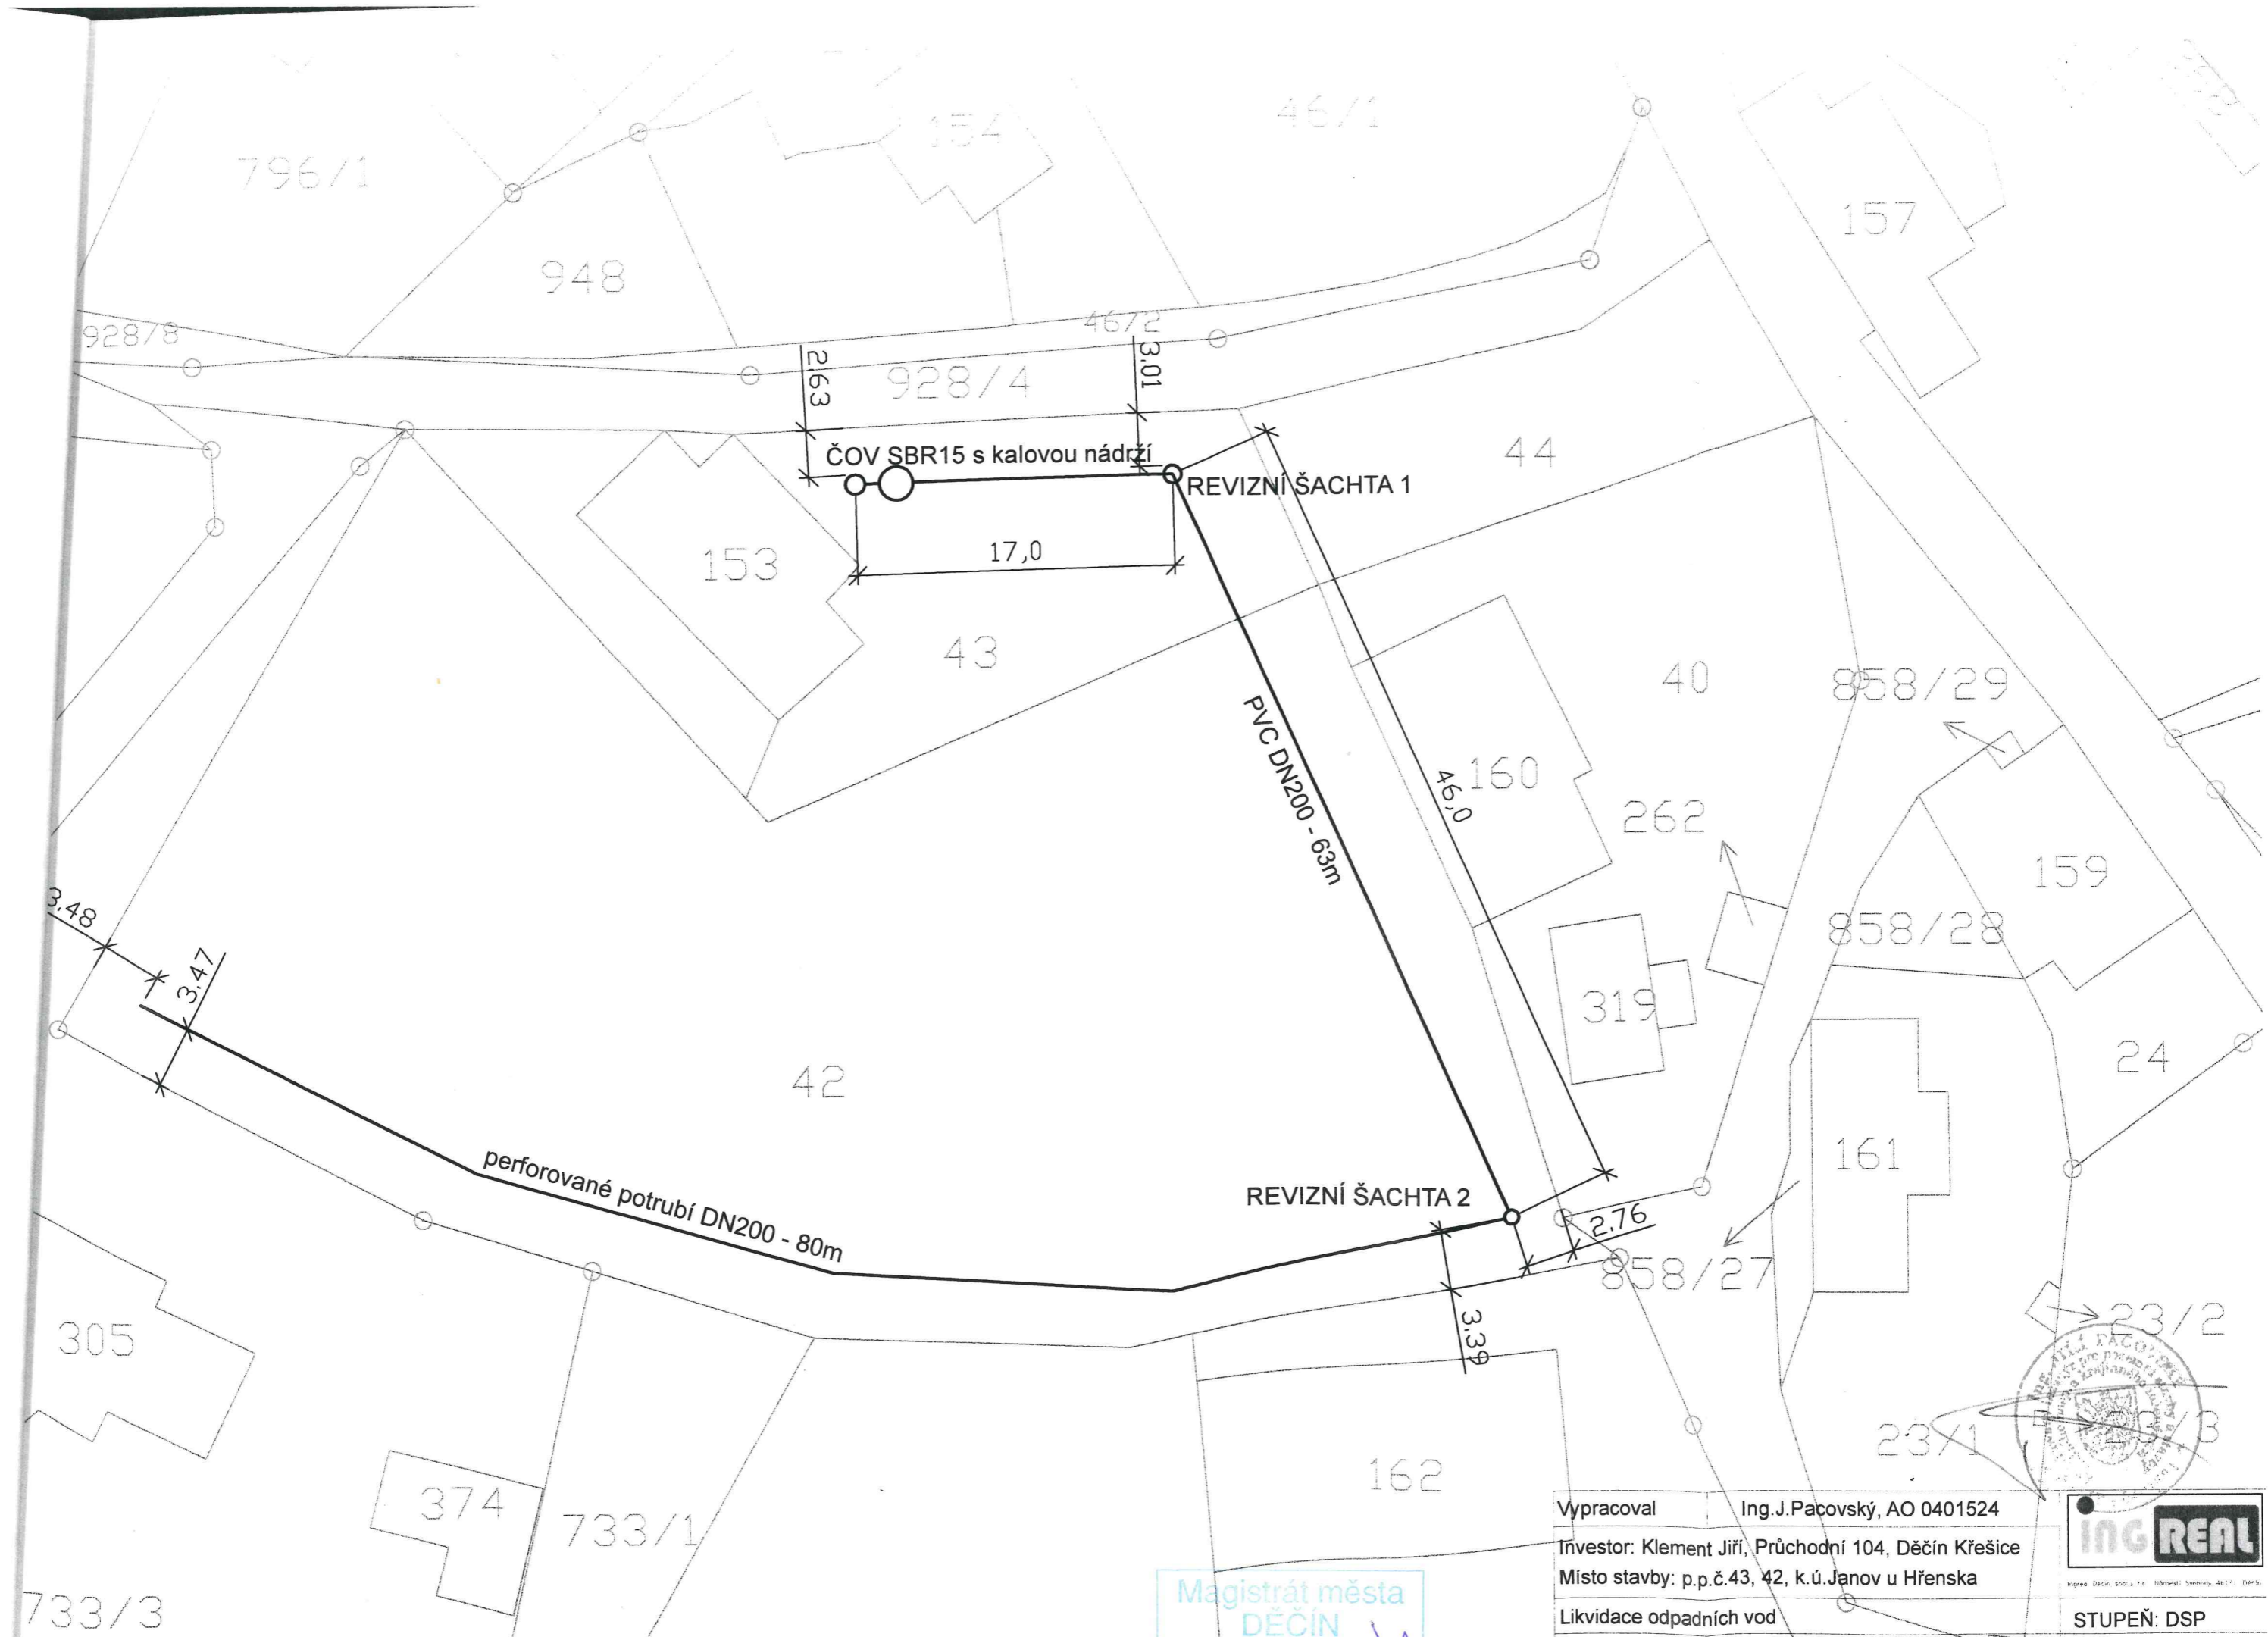 796/1
154
46/1
157
948
928/8
46/2
2.63
928/4
3.01
ČOV SBR15 s kalovou nádrží
44
REVIZNÍ ŠACHTA 1
153
17,0
43
40
858/29
PVC DN200 - 63m
46,0
160
262
159
3.48
858/28
3.47
319
24
42
161
perforované potrubí DN200 - 80m
REVIZNÍ ŠACHTA 2
2.76
858/27
305
3.39
23/2
23/1
23/3
374
162
733/1
733/3
Vypracoval Ing.J.Pacovský, AO 0401524
Investor: Klement Jiří, Průchodní 104, Děčín Křešice
Místo stavby: p.p.č.43, 42, k.ú.Janov u Hřenska
Likvidace odpadních vod
STUPEŇ: DSP
ING REAL
Magistrát města
DĚČÍN